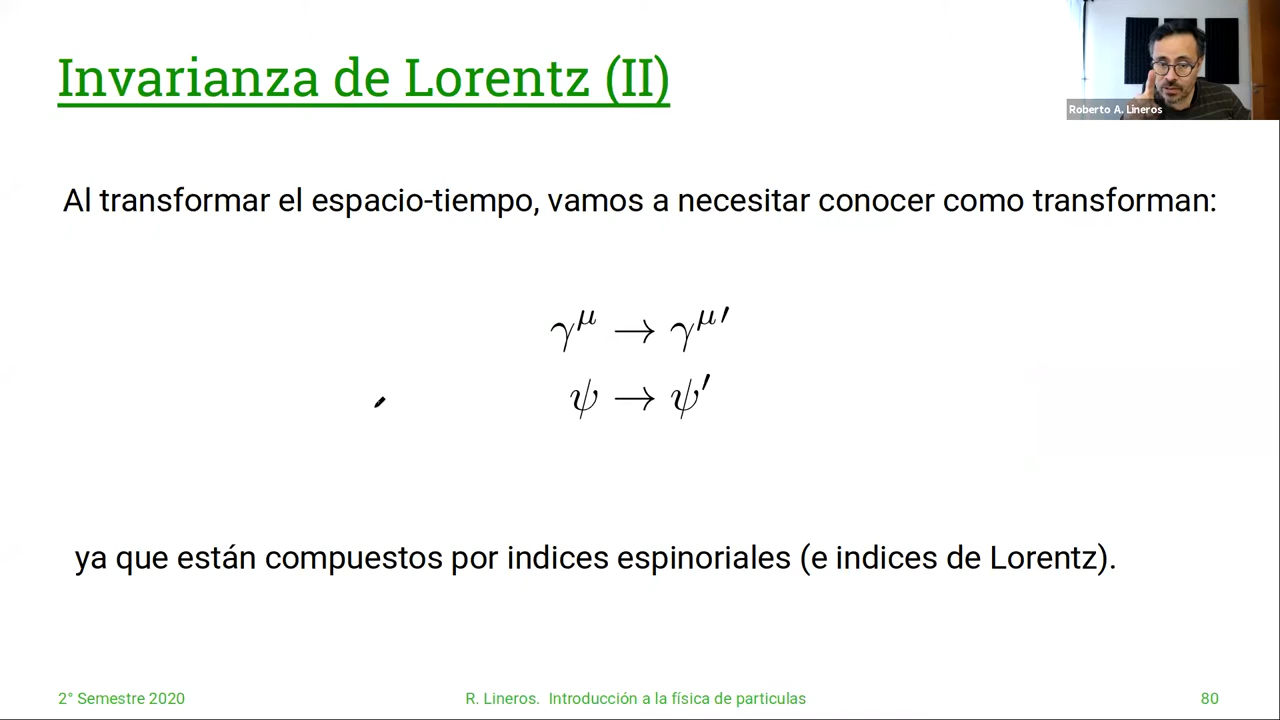 Invarianza de Lorentz (II)
Roberto A. Lineros
Al transformar el espacio-tiempo, vamos a necesitar conocer como transforman:
γ^μ → γ^μ′
ψ → ψ′
ya que están compuestos por indices espinoriales (e indices de Lorentz).
2° Semestre 2020
R. Lineros. Introducción a la física de particulas
80